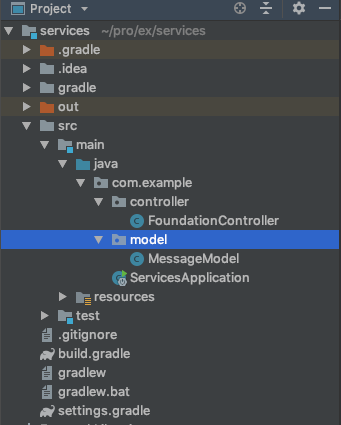 Project
services ~/pro/ex/services
.gradle
.idea
gradle
out
src
main
java
com.example
controller
FoundationController
model
MessageModel
ServicesApplication
resources
test
.gitignore
build.gradle
gradlew
gradlew.bat
settings.gradle